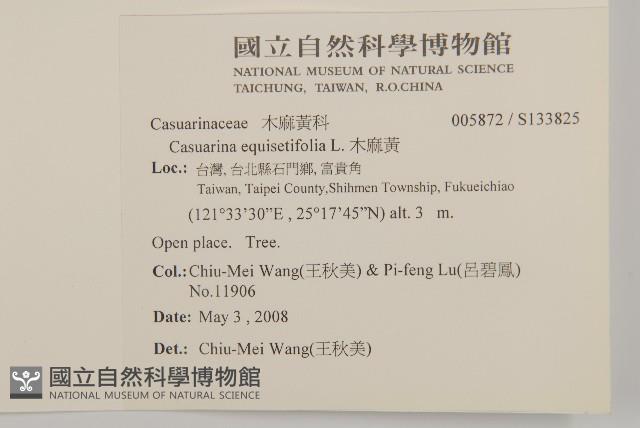 國立自然科學博物館
NATIONAL MUSEUM OF NATURAL SCIENCE
TAICHUNG, TAIWAN, R.O.CHINA
Casuarinaceae 木麻黃科 005872 / S133825
Casuarina equisetifolia L. 木麻黃
Loc.: 台灣, 台北縣石門鄉, 富貴角
Taiwan, Taipei County,Shihmen Township, Fukueichiao
(121°33'30”E , 25°17'45”N) alt. 3 m.
Open place. Tree.
Col.: Chiu-Mei Wang(王秋美) & Pi-feng Lu(呂碧鳳)
No.11906
Date: May 3 , 2008
Det.: Chiu-Mei Wang(王秋美)
國立自然科學博物館
NATIONAL MUSEUM OF NATURAL SCIENCE